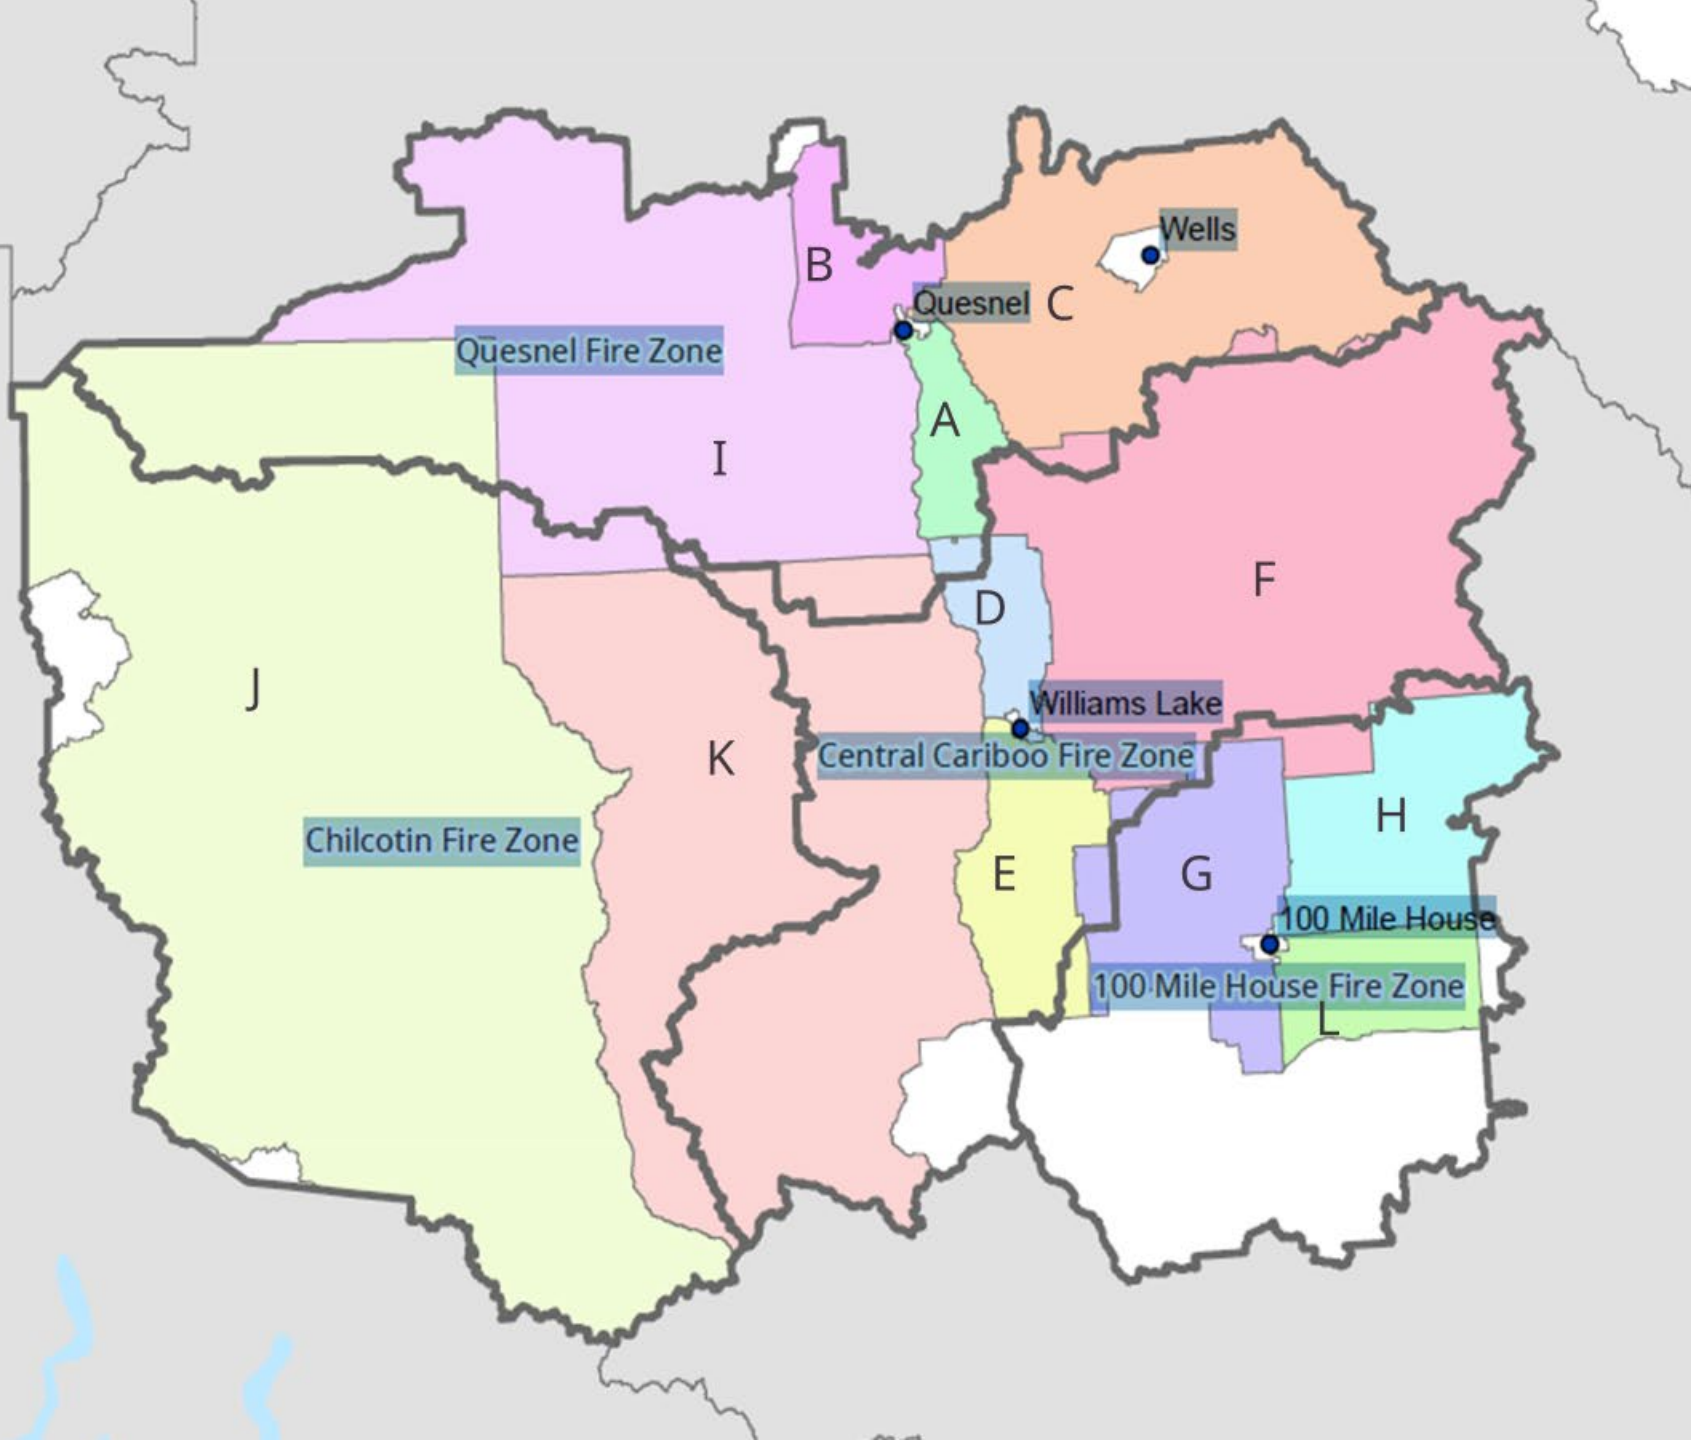 Wells
B
Quesnel
C
Quesnel Fire Zone
A
I
F
D
J
Williams Lake
K
Central Cariboo Fire Zone
H
Chilcotin Fire Zone
E
G
100 Mile House
100 Mile House Fire Zone
L